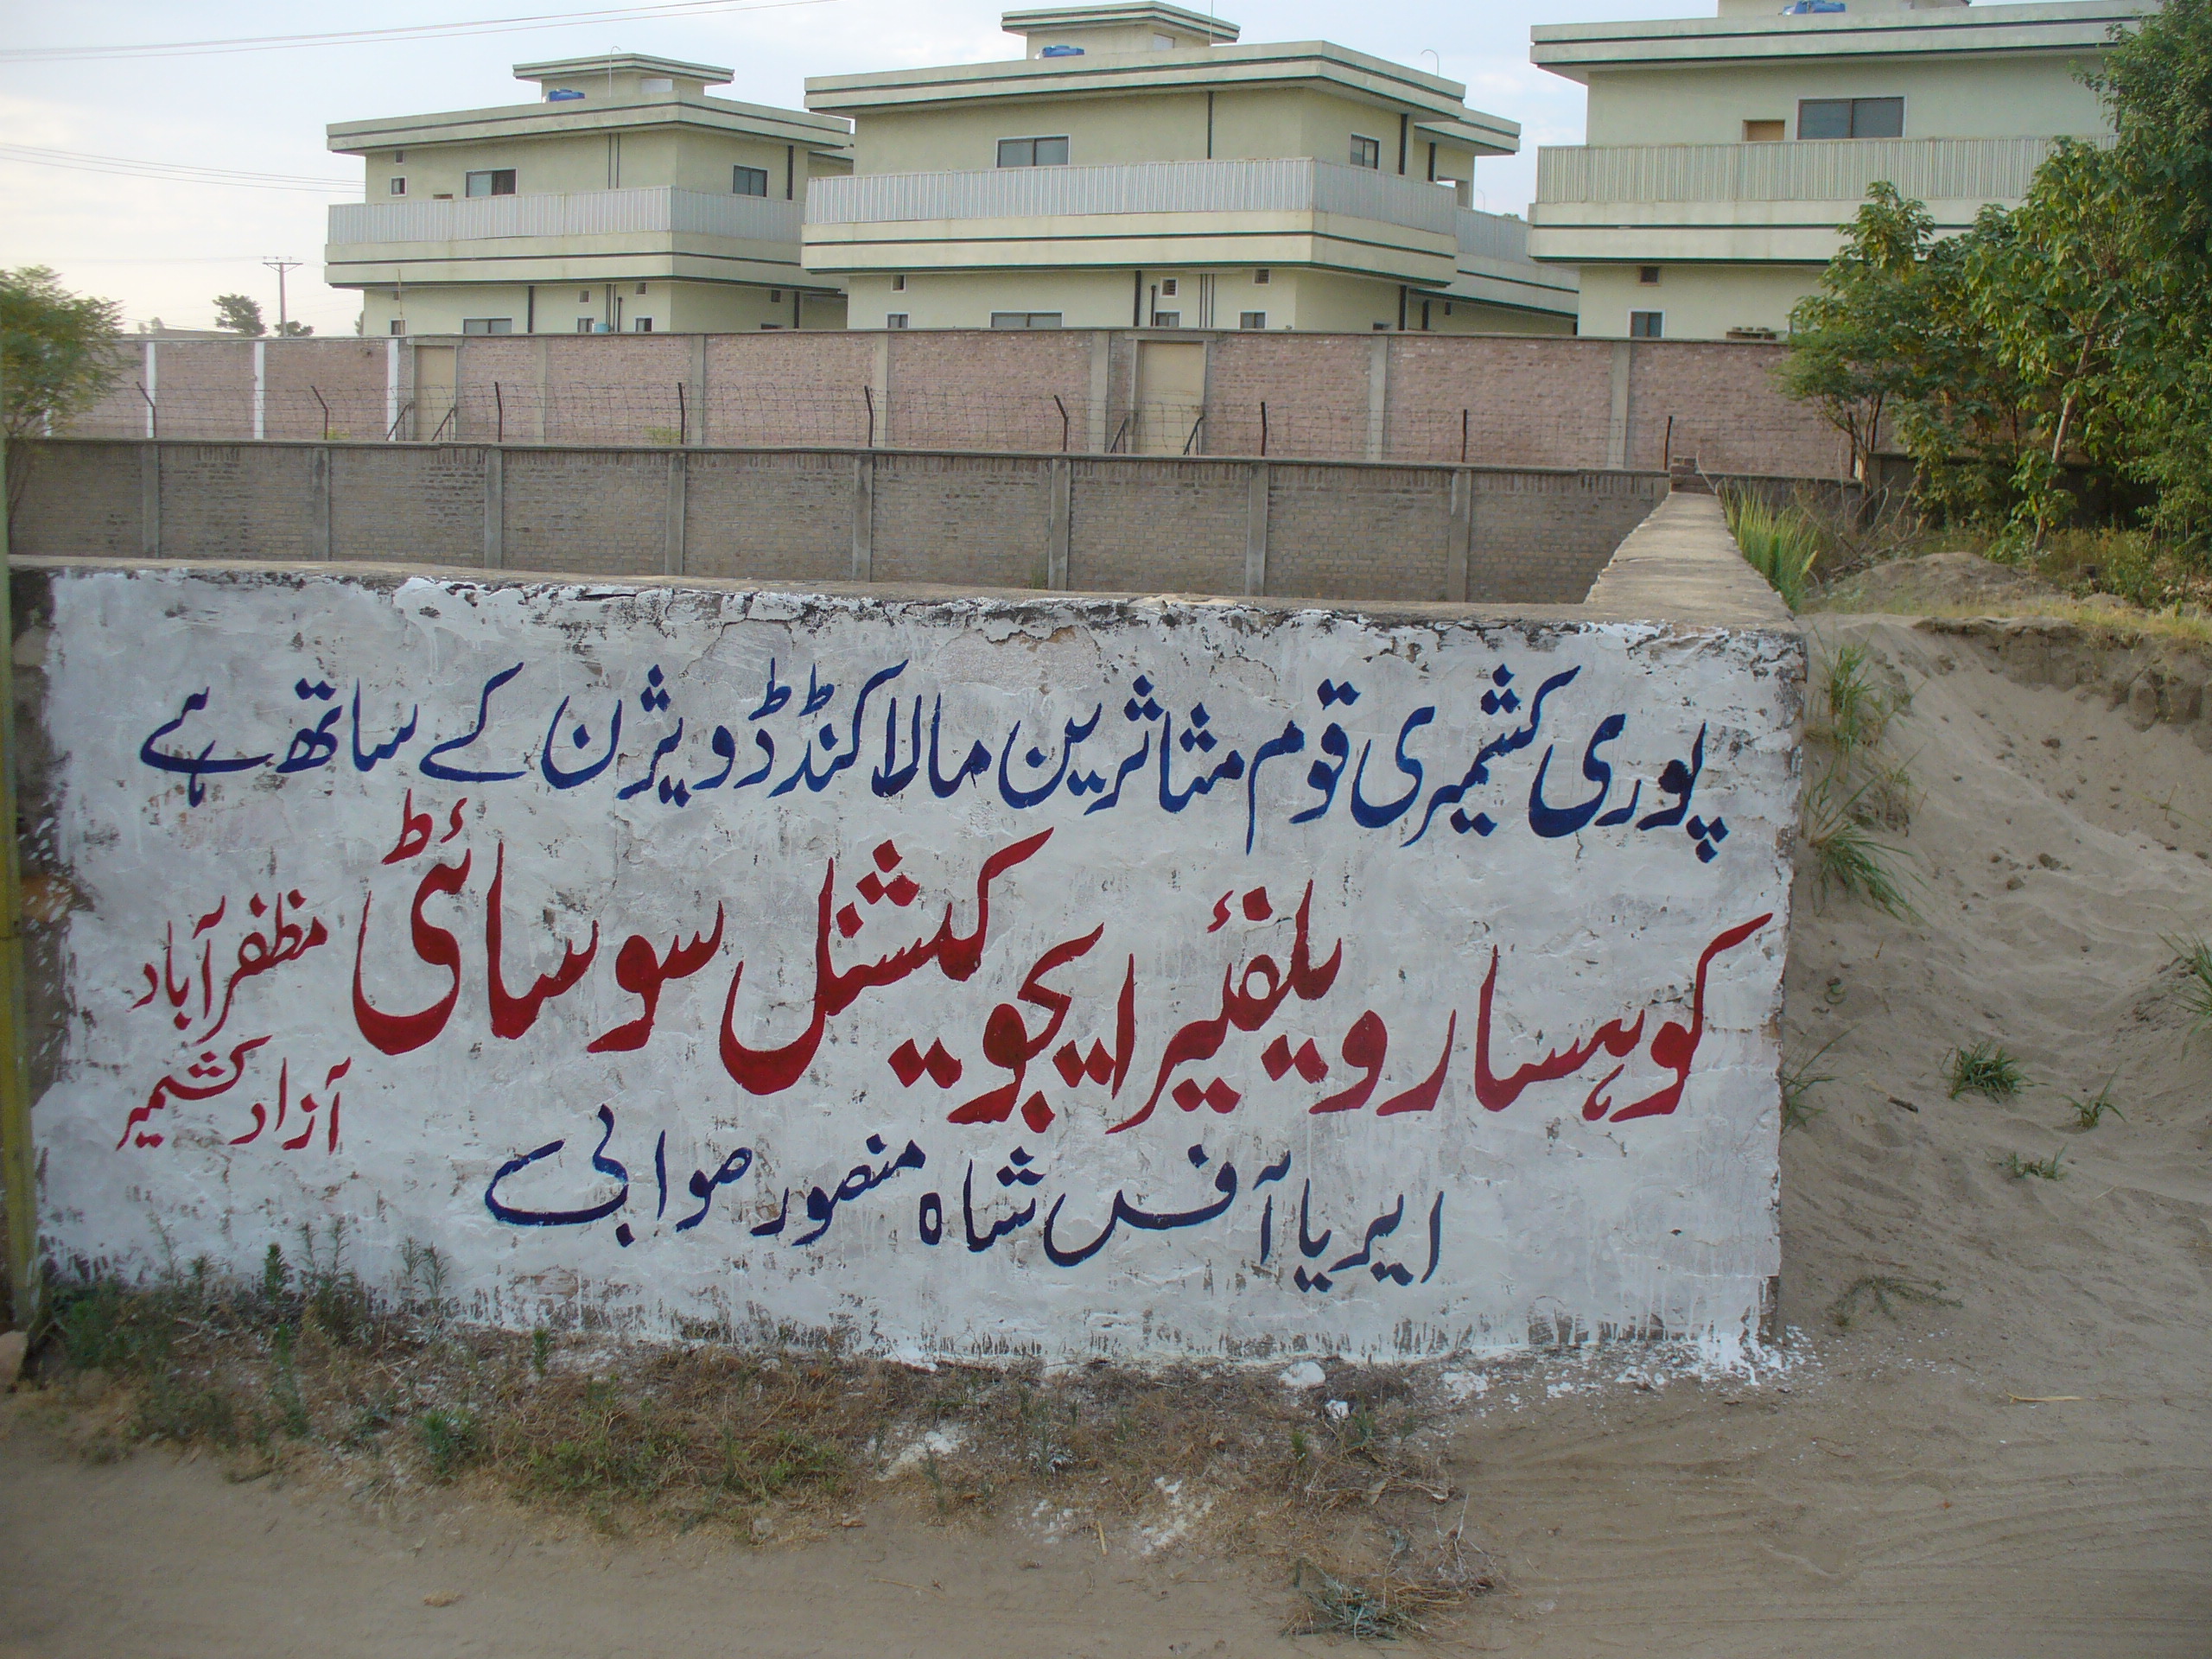 پوری کشمیری قوم متاثرین مالاکنڈ ڈویژن کے ساتھ ہے
کوہسار ویلفئیر ایجوکیشنل سوسائٹی
مظفر آباد
آزاد کشمیر
ایریا آفس شاہ منصور صوابی